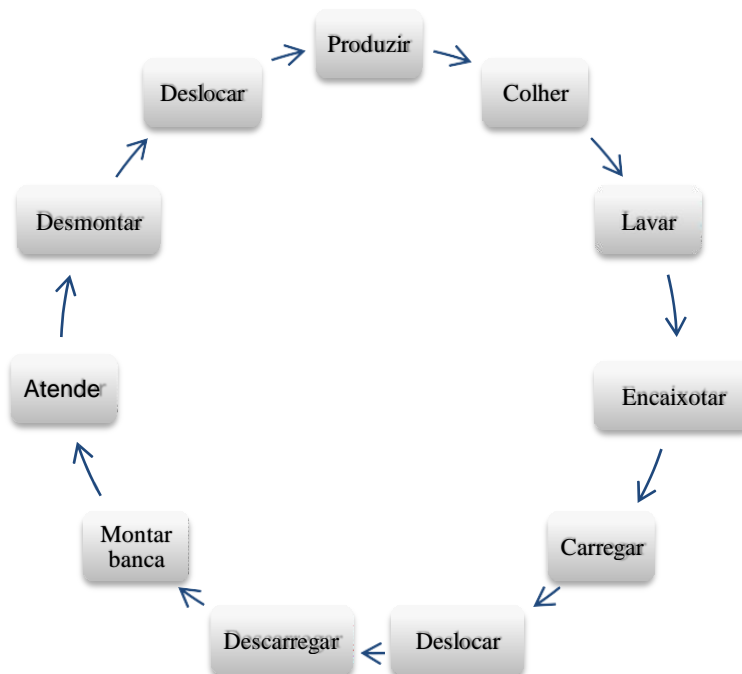 Produzir
Colher
Lavar
Encaixotar
Carregar
Deslocar
Descarregar
Montar
banca
Atender
Desmontar
Deslocar